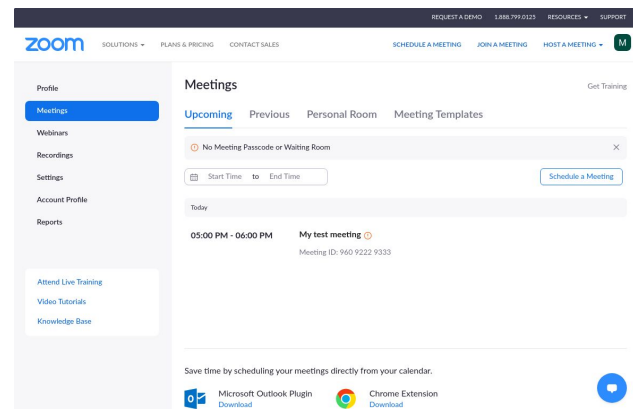 REQUEST A DEMO 1.888.799.0125 RESOURCES SUPPORT
zoom SOLUTIONS PLANS & PRICING CONTACT SALES SCHEDULE A MEETING JOIN A MEETING HOST A MEETING M
Profile
Meetings
Webinars
Recordings
Settings
Account Profile
Reports
Attend Live Training
Video Tutorials
Knowledge Base
Meetings Get Training
Upcoming Previous Personal Room Meeting Templates
No Meeting Passcode or Waiting Room
Start Time to End Time Schedule a Meeting
Today
05:00 PM - 06:00 PM My test meeting
Meeting ID: 960 9222 9333
Save time by scheduling your meetings directly from your calendar.
Microsoft Outlook Plugin Chrome Extension
Download Download